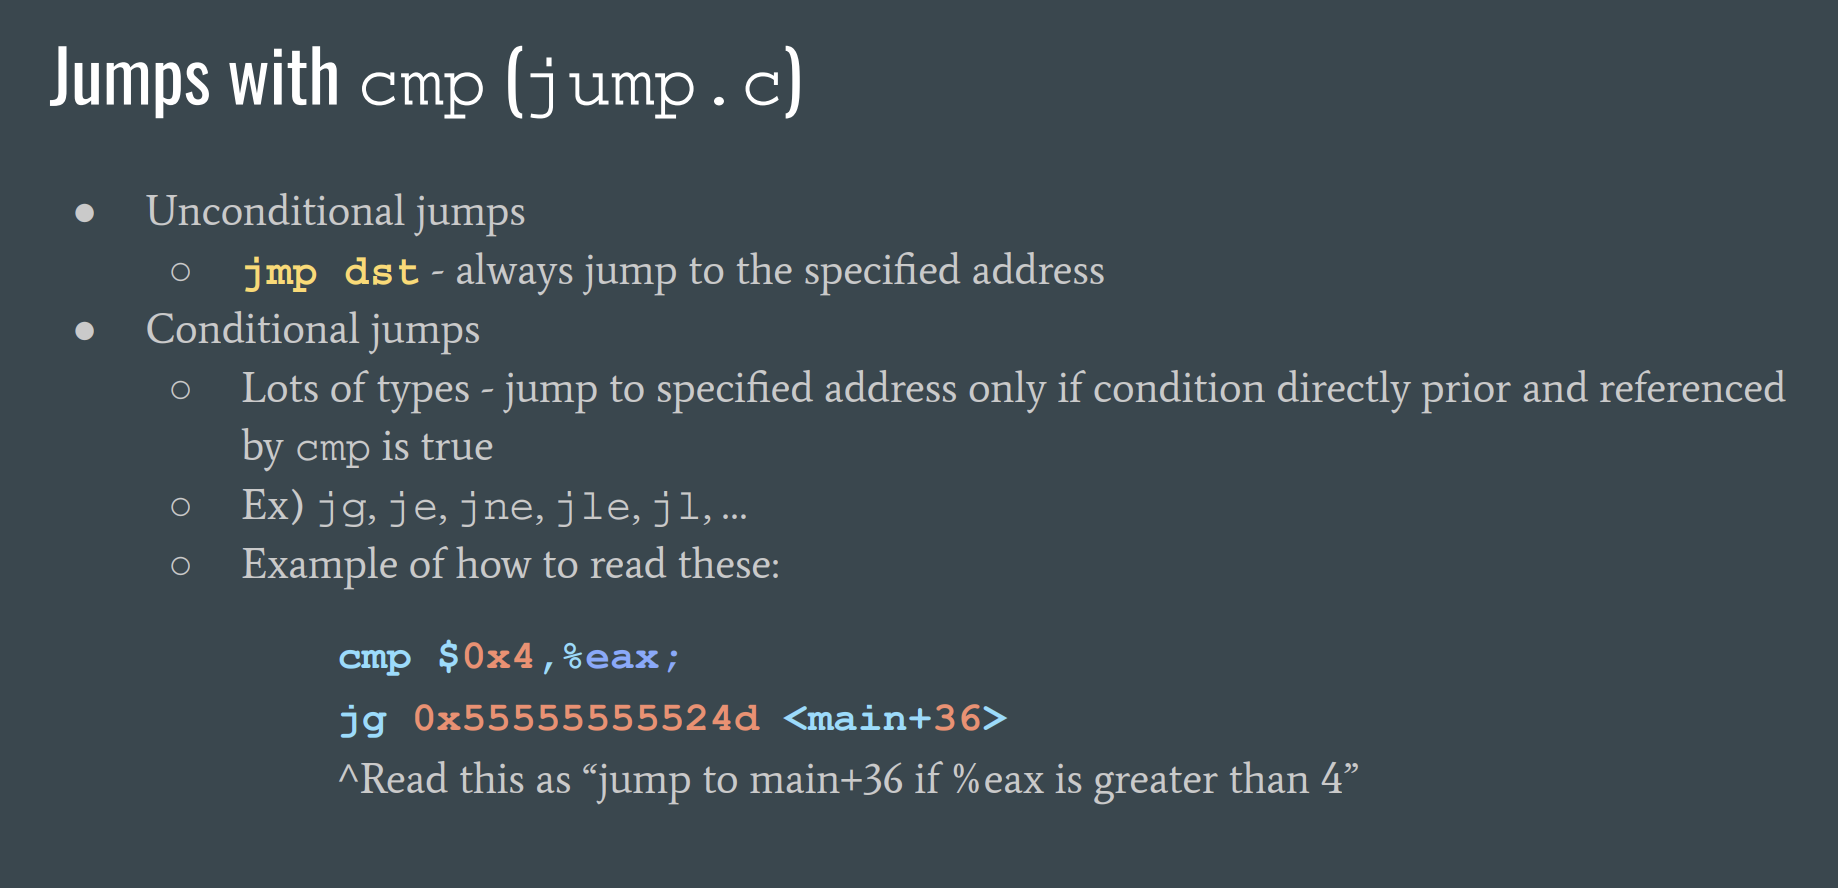 Jumps with cmp (jump.c)
● Unconditional jumps
○ jmp dst - always jump to the specified address
● Conditional jumps
○ Lots of types - jump to specified address only if condition directly prior and referenced
by cmp is true
○ Ex) jg, je, jne, jle, jl, ...
○ Example of how to read these:
cmp $0x4,%eax;
jg 0x55555555524d <main+36>
^Read this as “jump to main+36 if %eax is greater than 4”